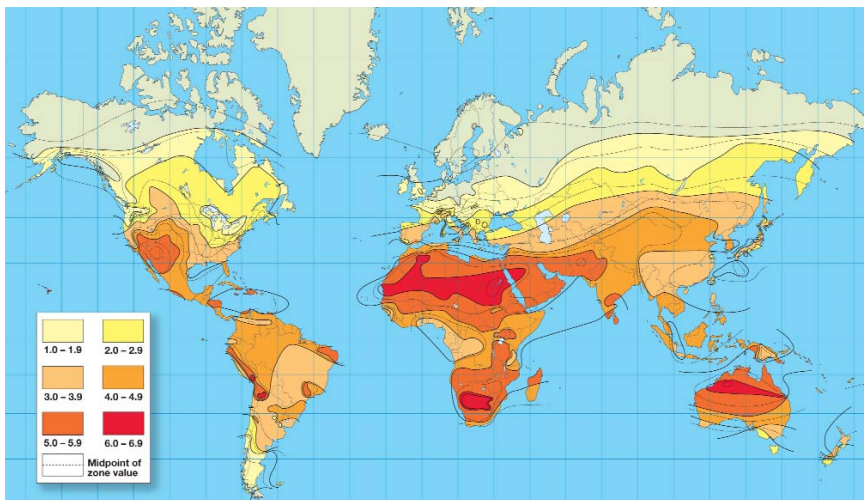 1.0 – 1.9 2.0 – 2.9
3.0 – 3.9 4.0 – 4.9
5.0 – 5.9 6.0 – 6.9
Midpoint of
zone value